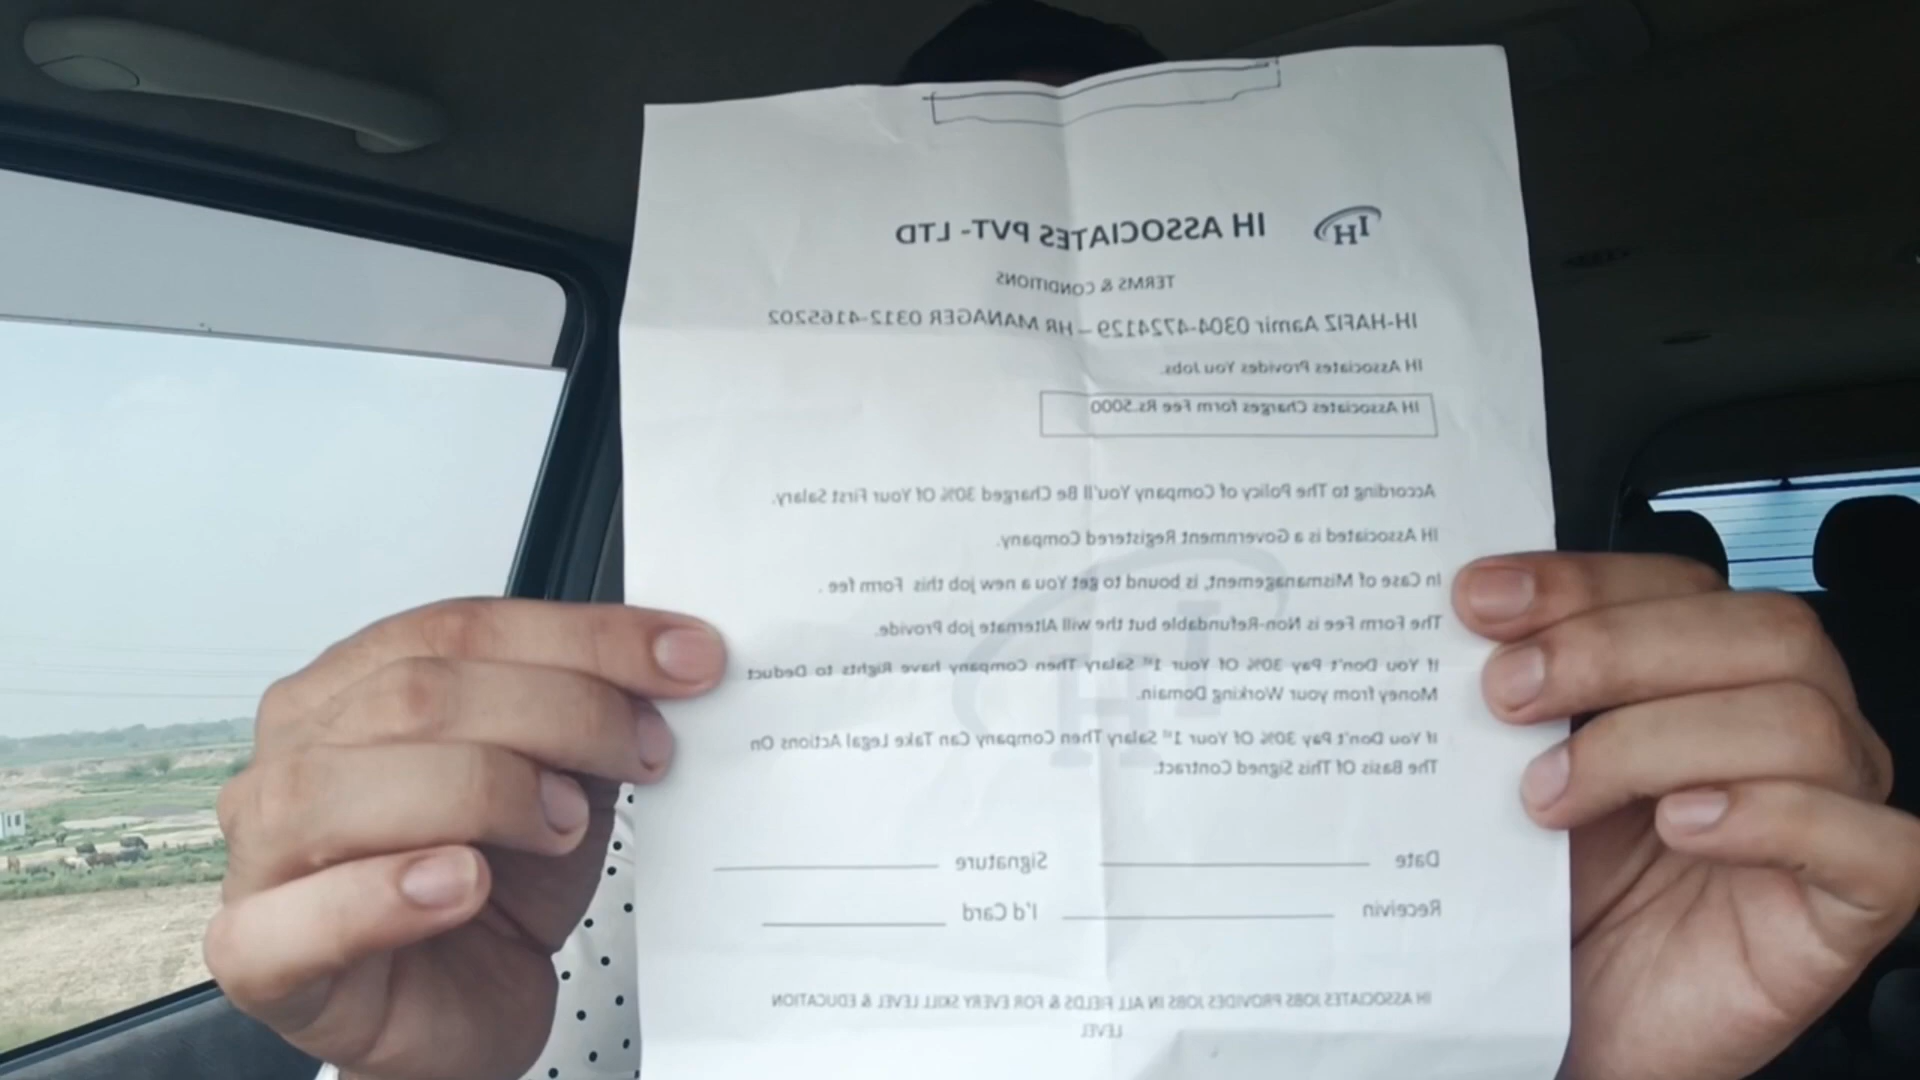 IH
IH ASSOCIATES PVT- LTD
TERMS & CONDITIONS
IH-HAFIZ Aamir 0304-4724129 – HR MANAGER 0312-4165202
IH Associates Provides You Jobs.
IH Associates Charges form Fee Rs.5000
According To The Policy of Company You'll Be Charged 30% Of Your First Salary.
IH Associated is a Government Registered Company.
In Case of Mismanagement, is bound to get You a new job this Form fee .
The Form Fee is Non-Refundable but the will Alternate job Provide.
If You Don't Pay 30% Of Your 1st Salary Then Company have Rights to Deduct
Money from your Working Domain.
If You Don't Pay 30% Of Your 1st Salary Then Company Can Take Legal Actions On
The Basis Of This Signed Contract.
Date Signature
Receivin I'd Card
IH ASSOCIATES JOBS PROVIDES JOBS IN ALL FIELDS & FOR EVERY SKILL LEVEL & EDUCATION
LEVEL